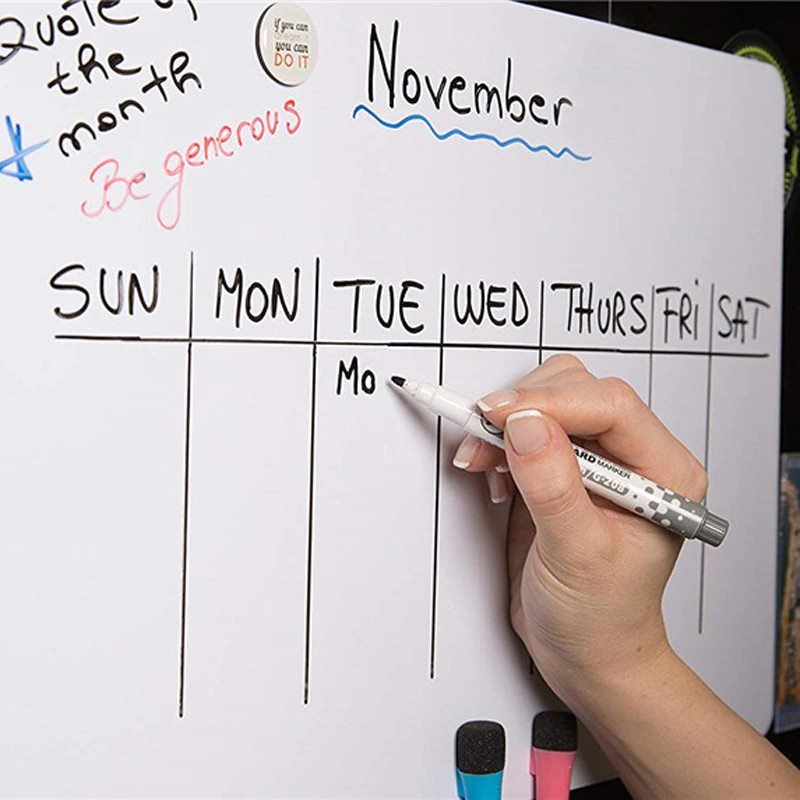 Quote of
the
month
Be generous
if you can
dream it
you can
DO IT
November
SUN MON TUE WED THURS FRI SAT
Mo
MARKER